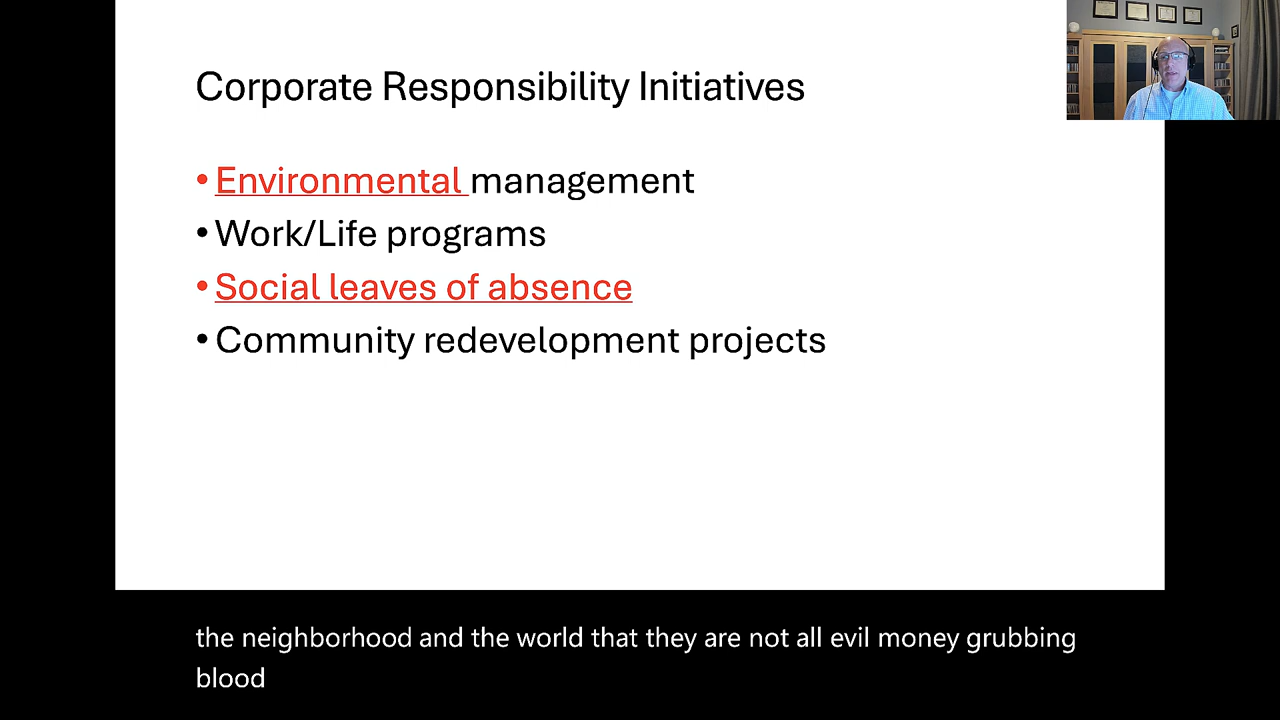 Corporate Responsibility Initiatives
• Environmental management
• Work/Life programs
• Social leaves of absence
• Community redevelopment projects
the neighborhood and the world that they are not all evil money grubbing
blood